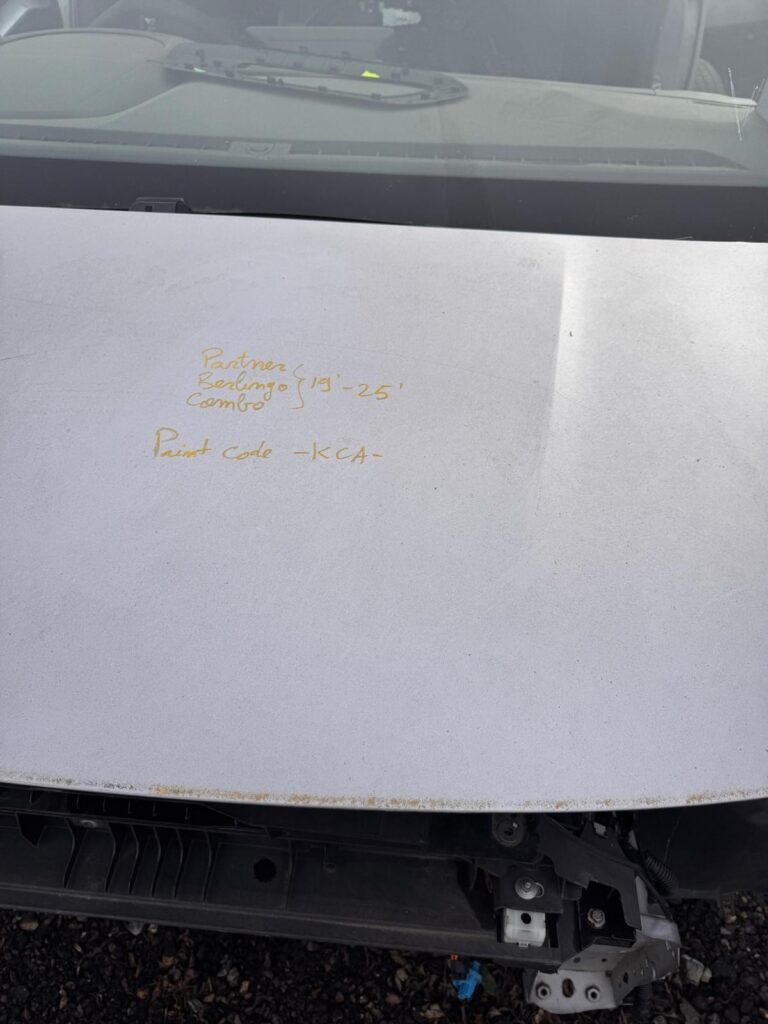 Partner
Berlingo } 19' - 25'
Combo
Paint code - KCA -